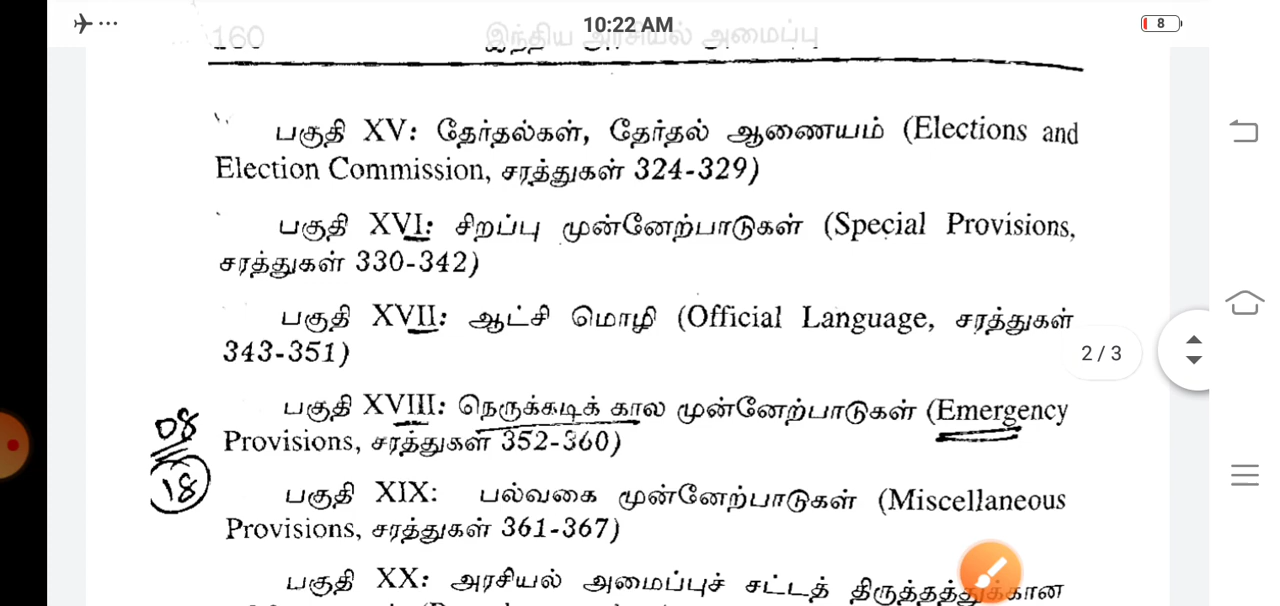 10:22 AM
8
160 இந்திய அரசியல் அமைப்பு
பகுதி XV: தேர்தல்கள், தேர்தல் ஆணையம் (Elections and
Election Commission, சரத்துகள் 324-329)
பகுதி XVI: சிறப்பு முன்னேற்பாடுகள் (Special Provisions,
சரத்துகள் 330-342)
பகுதி XVII: ஆட்சி மொழி (Official Language, சரத்துகள்
343-351)
2 / 3
பகுதி XVIII: நெருக்கடிக் கால முன்னேற்பாடுகள் (Emergency
Provisions, சரத்துகள் 352-360)
08
18
பகுதி XIX: பல்வகை முன்னேற்பாடுகள் (Miscellaneous
Provisions, சரத்துகள் 361-367)
பகுதி XX: அரசியல் அமைப்புச் சட்டத் திருத்தத்துக்கான